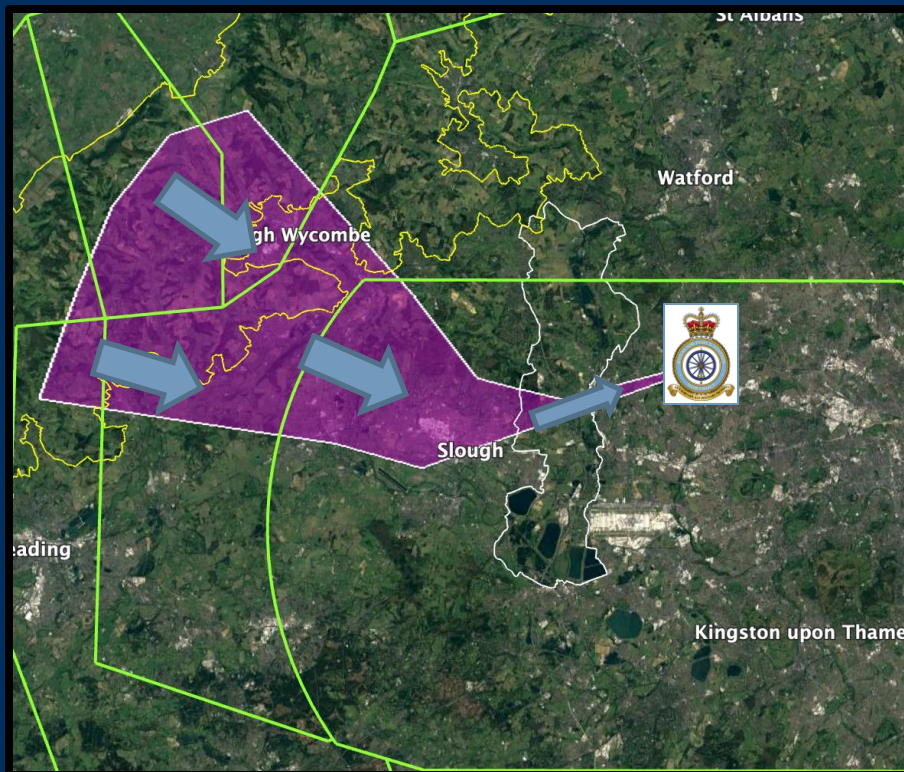 St Albans
Watford
gh Wycombe
Slough
eading
Kingston upon Thame